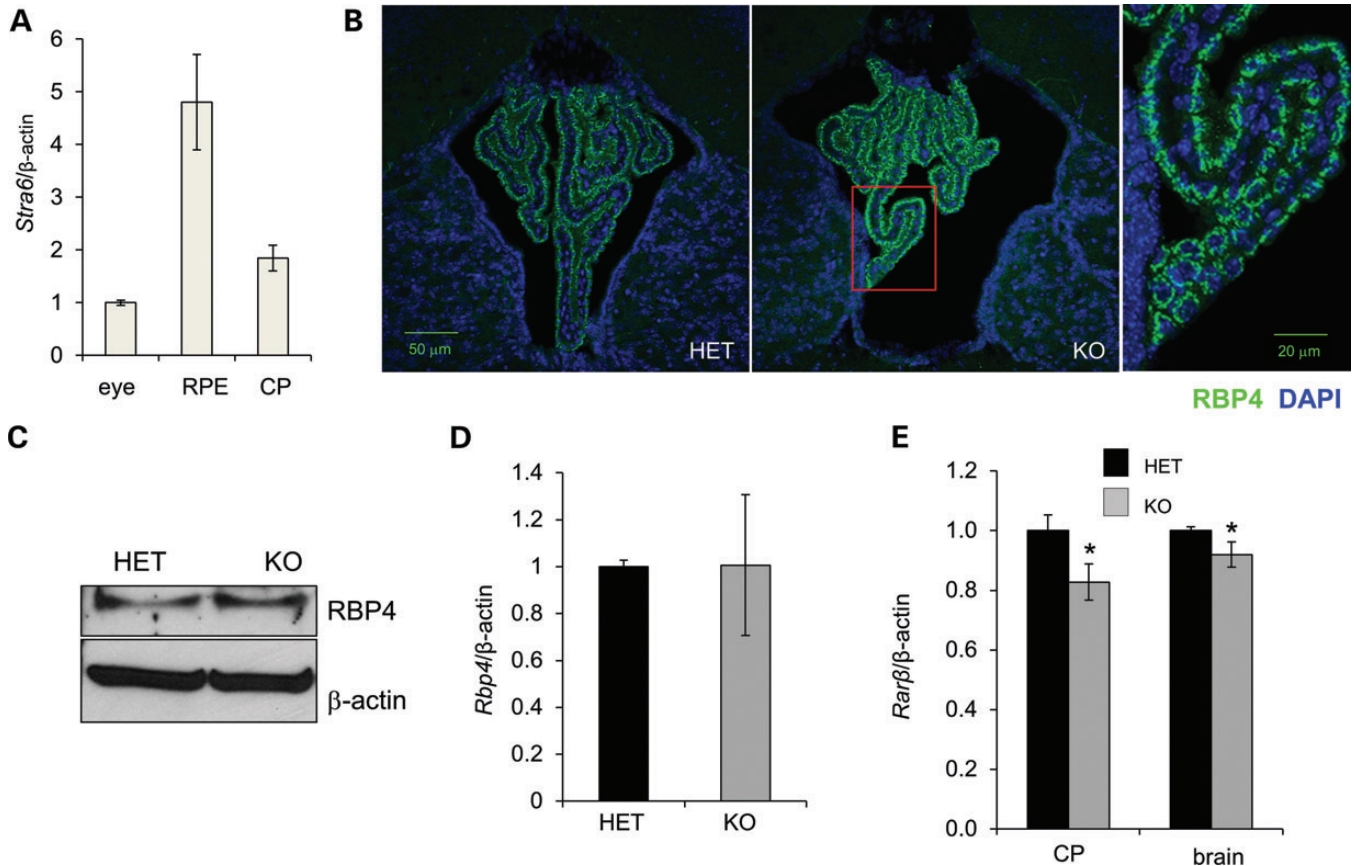 A
Stra6/β-actin
6
5
4
3
2
1
0
eye RPE CP
B
50 μm
HET
KO
20 μm
RBP4 DAPI
C
HET KO
RBP4
β-actin
D
Rbp4/β-actin
1.4
1.2
1
0.8
0.6
0.4
0.2
0
HET KO
E
Rarβ/β-actin
1.2
1.0
0.8
0.6
0.4
0.2
0.0
HET
KO
*
*
CP brain